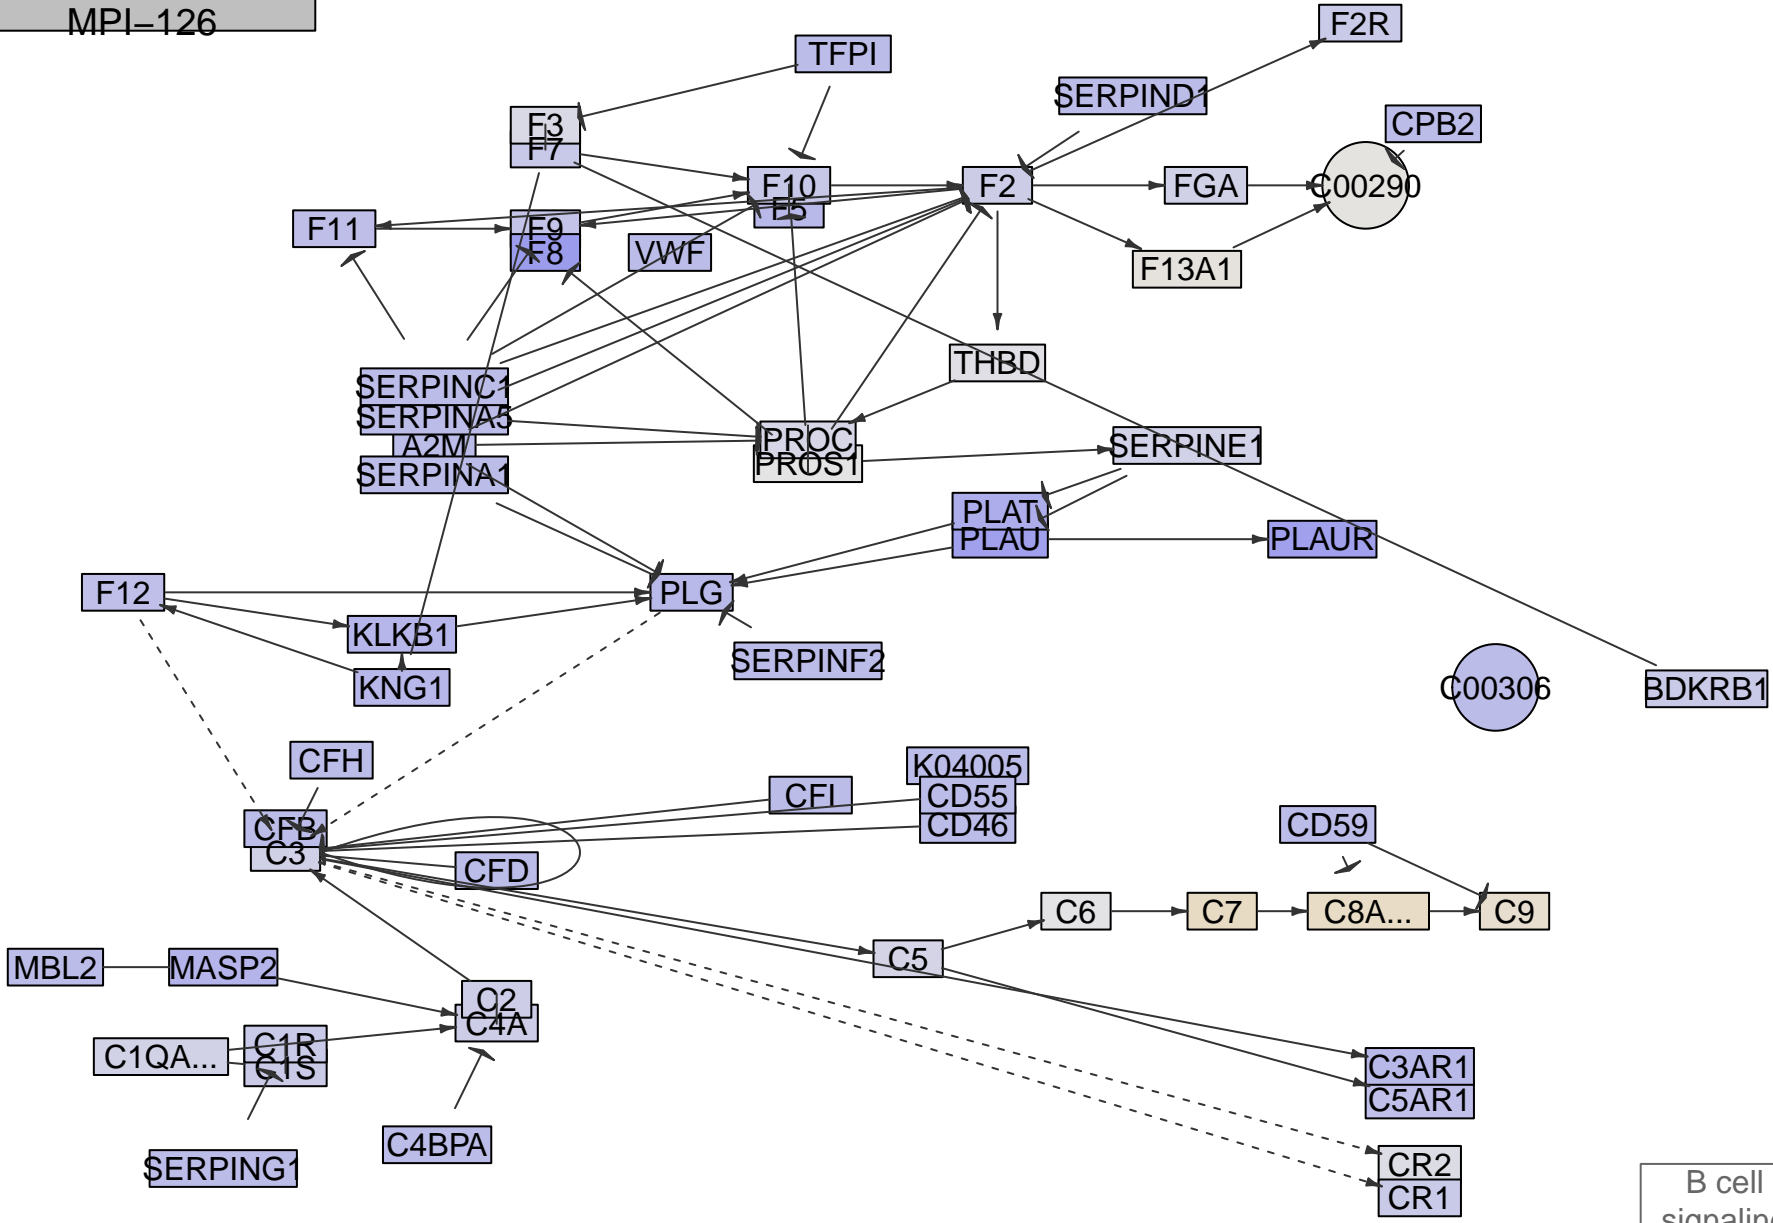 MPI–126
F2R
TFPI
SERPIND1
CPB2
F3
F7
F10
F5
F2
FGA
C00290
F11
F9
F8
VWF
F13A1
THBD
SERPINC1
SERPINA5
A2M
SERPINA1
PROC
PROS1
SERPINE1
PLAT
PLAU
PLAUR
F12
PLG
KLKB1
SERPINF2
KNG1
C00306
BDKRB1
CFH
K04005
CD55
CD46
CFI
CFB
C3
CFD
CD59
C6
C7
C8A...
C9
C5
MBL2
MASP2
C2
C4A
C1QA...
C1R
C1S
C3AR1
C5AR1
C4BPA
SERPING1
CR2
CR1
B cell
signaling